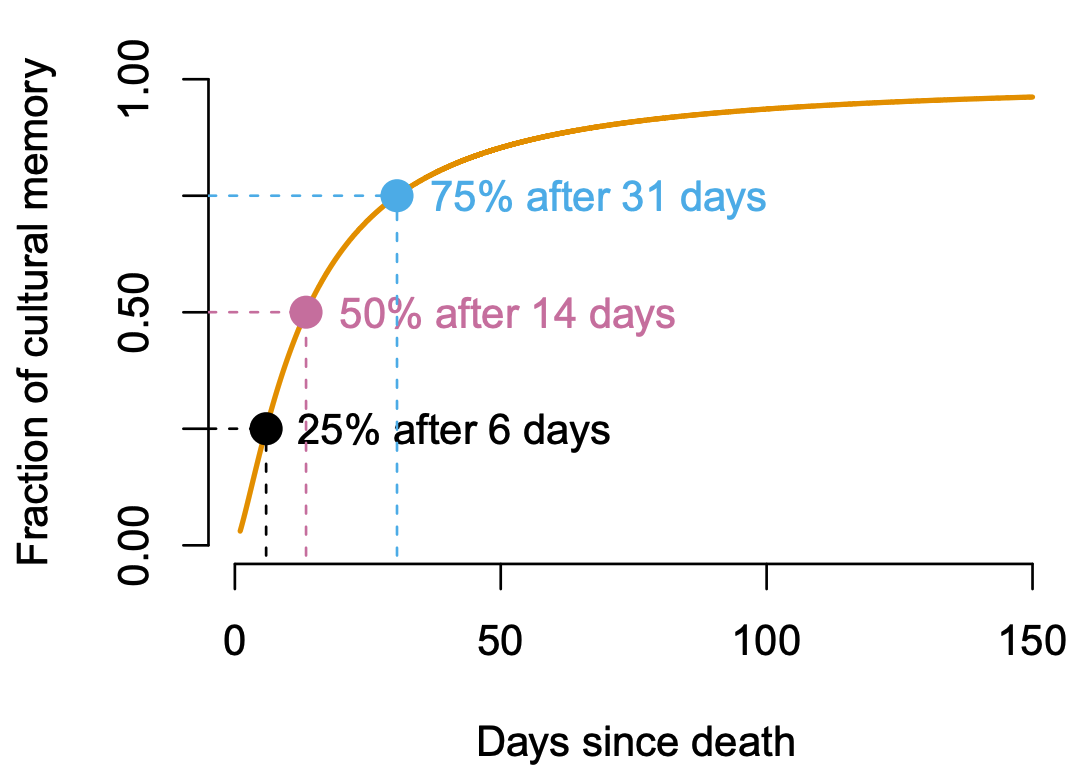 Fraction of cultural memory
1.00
0.50
0.00
75% after 31 days
50% after 14 days
25% after 6 days
0 50 100 150
Days since death